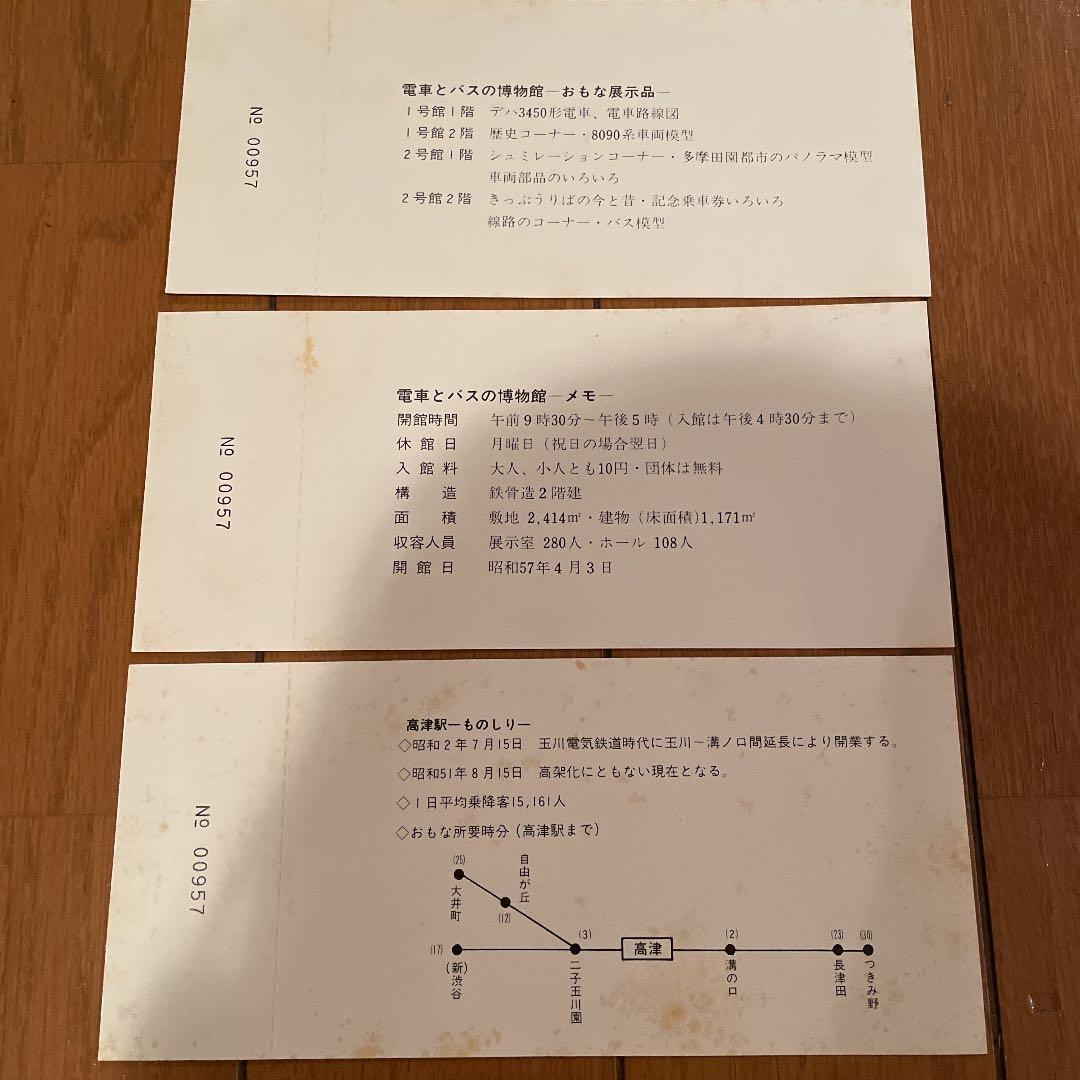 電車とバスの博物館―おもな展示品―
1号館1階 デハ3450形電車、電車路線図
1号館2階 歴史コーナー・8090系車両模型
2号館1階 シュミレーションコーナー・多摩田園都市のパノラマ模型
車両部品のいろいろ
2号館2階 きっぷうりばの今と昔・記念乗車券いろいろ
線路のコーナー・バス模型
№ 00957
電車とバスの博物館―メモ―
開館時間 午前9時30分～午後5時(入館は午後4時30分まで)
休館日 月曜日(祝日の場合翌日)
入館料 大人、小人とも10円・団体は無料
構造 鉄骨造2階建
面積 敷地 2,414㎡・建物(床面積)1,171㎡
収容人員 展示室 280人・ホール 108人
開館日 昭和57年4月3日
№ 00957
高津駅―ものしり―
◇昭和2年7月15日 玉川電気鉄道時代に玉川～溝ノ口間延長により開業する。
◇昭和51年8月15日 高架化にともない現在となる。
◇1日平均乗降客15,161人
◇おもな所要時分(高津駅まで)
(25)
大井町
自由が丘
(12)
(17)
(新)渋谷
(3)
二子玉川園
高津
(2)
溝の口
(23)
長津田
(30)
つきみ野
№ 00957